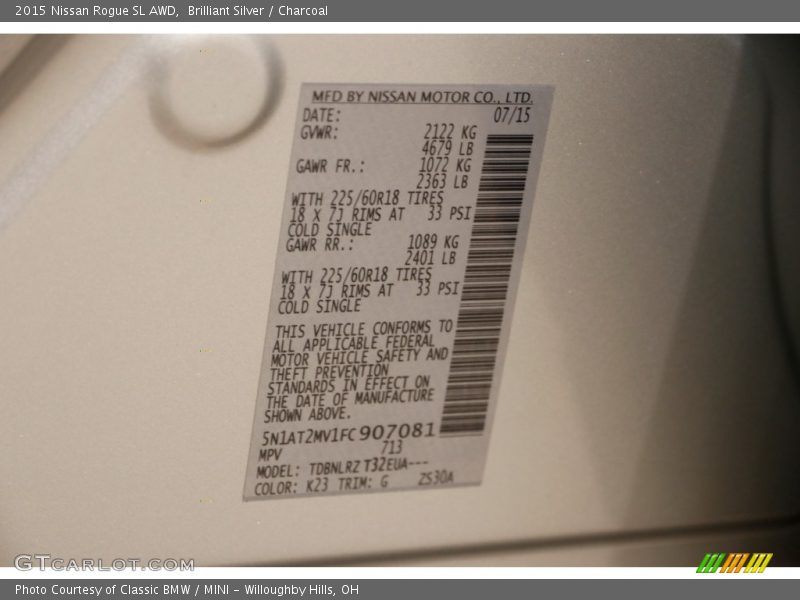 2015 Nissan Rogue SL AWD,  Brilliant Silver / Charcoal
MFD BY NISSAN MOTOR CO., LTD.
DATE: 07/15
GVWR: 2122 KG
4679 LB
GAWR FR.: 1072 KG
2363 LB
WITH 225/60R18 TIRES
18 X 7J RIMS AT 33 PSI
COLD SINGLE
GAWR RR.: 1089 KG
2401 LB
WITH 225/60R18 TIRES
18 X 7J RIMS AT 33 PSI
COLD SINGLE
THIS VEHICLE CONFORMS TO
ALL APPLICABLE FEDERAL
MOTOR VEHICLE SAFETY AND
THEFT PREVENTION
STANDARDS IN EFFECT ON
THE DATE OF MANUFACTURE
SHOWN ABOVE.
5N1AT2MV1FC907081
MPV 713
MODEL: TDBNLRZ T32EUA---
COLOR: K23 TRIM: G ZS30A
GTCARLOT.COM
Photo Courtesy of Classic BMW / MINI - Willoughby Hills, OH